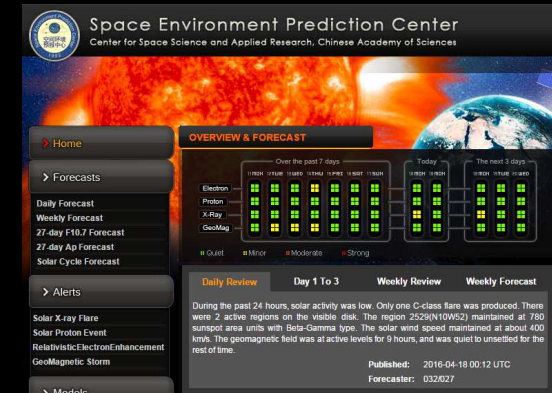 Space Environment Prediction Center
Center for Space Science and Applied Research, Chinese Academy of Sciences
Home
OVERVIEW & FORECAST
Over the past 7 days
Today
The next 3 days
Forecasts
Electron
Proton
X-Ray
GeoMag
Daily Forecast
Weekly Forecast
27-day F10.7 Forecast
27-day Ap Forecast
Solar Cycle Forecast
Quiet Minor Moderate Strong
Alerts
Daily Review Day 1 To 3 Weekly Review Weekly Forecast
Solar X-ray Flare
Solar Proton Event
RelativisticElectronEnhancement
GeoMagnetic Storm
During the past 24 hours, solar activity was low. Only one C-class flare was produced. There
were 2 active regions on the visible disk. The region 2529(N10W52) maintained at 780
sunspot area units with Beta-Gamma type. The solar wind speed maintained at about 400
km/s. The geomagnetic field was at active levels for 9 hours, and was quiet to unsettled for the
rest of time.
Published: 2016-04-18 00:12 UTC
Forecaster: 032/027
Models